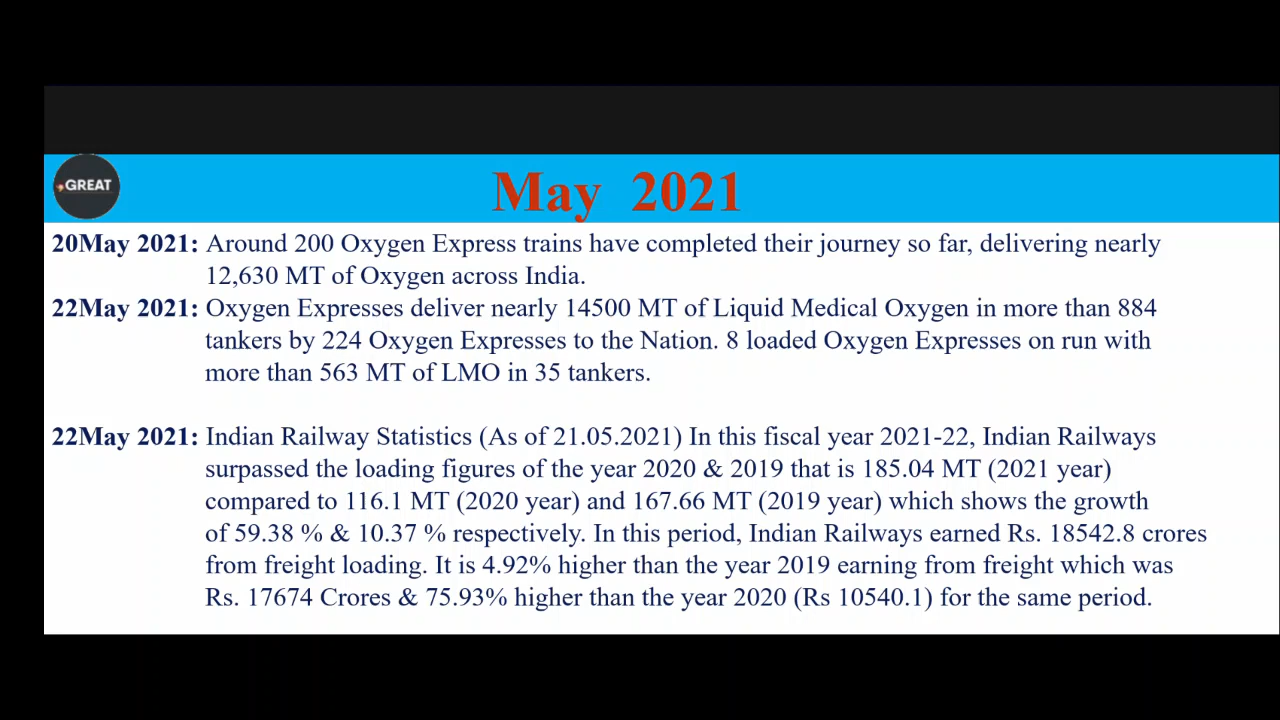 GREAT
May 2021
20May 2021: Around 200 Oxygen Express trains have completed their journey so far, delivering nearly
12,630 MT of Oxygen across India.
22May 2021: Oxygen Expresses deliver nearly 14500 MT of Liquid Medical Oxygen in more than 884
tankers by 224 Oxygen Expresses to the Nation. 8 loaded Oxygen Expresses on run with
more than 563 MT of LMO in 35 tankers.
22May 2021: Indian Railway Statistics (As of 21.05.2021) In this fiscal year 2021-22, Indian Railways
surpassed the loading figures of the year 2020 & 2019 that is 185.04 MT (2021 year)
compared to 116.1 MT (2020 year) and 167.66 MT (2019 year) which shows the growth
of 59.38 % & 10.37 % respectively. In this period, Indian Railways earned Rs. 18542.8 crores
from freight loading. It is 4.92% higher than the year 2019 earning from freight which was
Rs. 17674 Crores & 75.93% higher than the year 2020 (Rs 10540.1) for the same period.